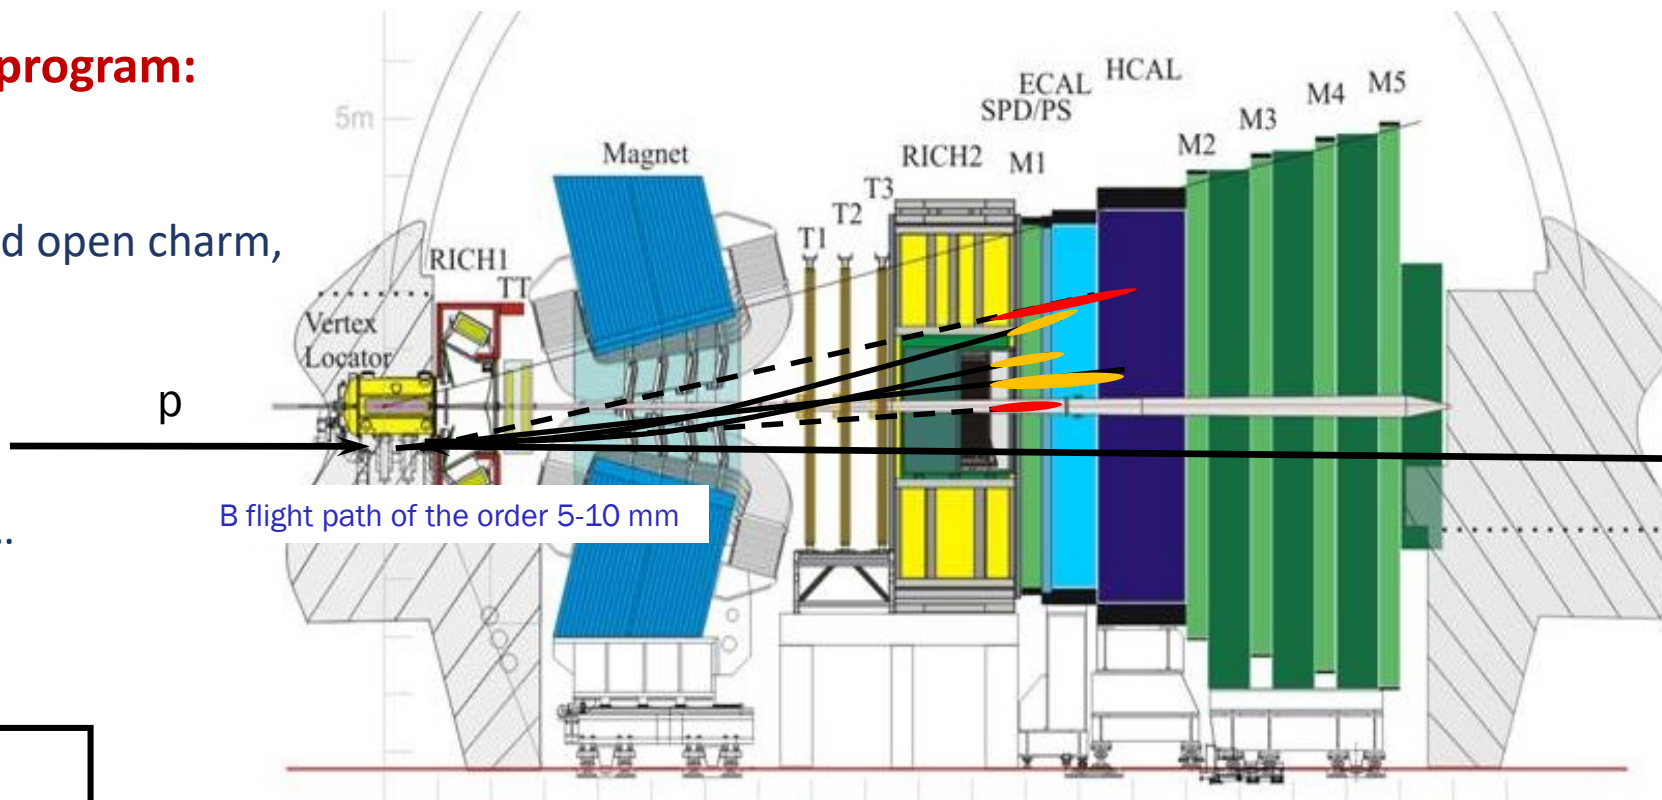 program:
d open charm,
5m
Magnet
RICH1
TT
Vertex
Locator
T1
T2
T3
RICH2
SPD/PS
ECAL
HCAL
M1
M2
M3
M4
M5
p
B flight path of the order 5-10 mm
..